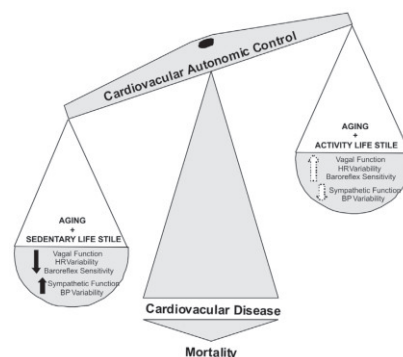 Cardiovascular Autonomic Control
AGING
+
ACTIVITY LIFE STILE
Vagal Function
HRVariability
Baroreflex Sensitivity
Sympathetic Function
BP Variability
AGING
+
SEDENTARY LIFE STILE
Vagal Function
HRVariability
Baroreflex Sensitivity
Sympathetic Function
BP Variability
Cardiovascular Disease
Mortality